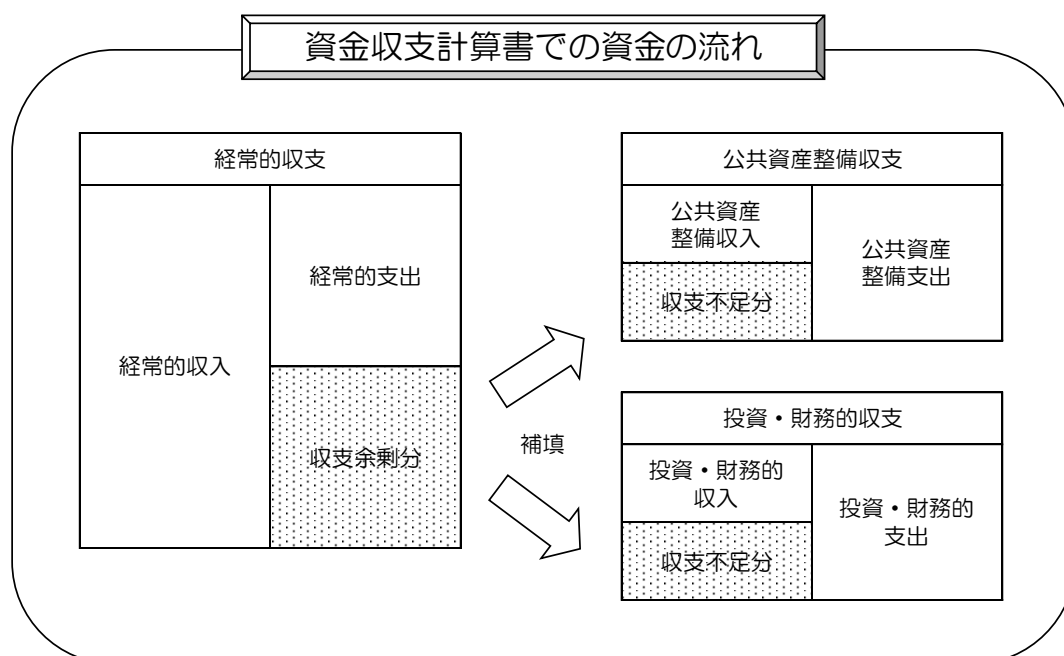 資金収支計算書での資金の流れ
経常的収支
経常的収入
経常的支出
収支余剰分
補填
公共資産整備収支
公共資産
整備収入
収支不足分
公共資産
整備支出
投資・財務的収支
投資・財務的
収入
収支不足分
投資・財務的
支出